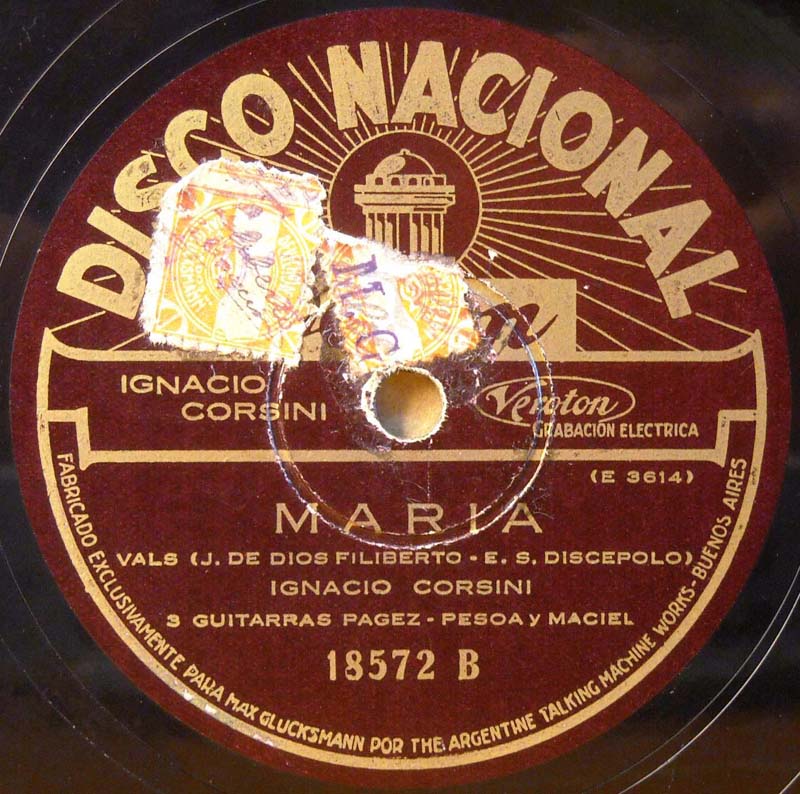 DISCO NACIONAL
M.G
IGNACIO
CORSINI
Veroton
GRABACIÓN ELECTRICA
(E 3614)
MARIA
VALS (J. DE DIOS FILIBERTO - E. S. DISCEPOLO)
IGNACIO CORSINI
3 GUITARRAS PAGEZ - PESOA y MACIEL
18572 B
FABRICADO EXCLUSIVAMENTE PARA MAX GLUCKSMANN POR THE ARGENTINE TALKING MACHINE WORKS - BUENOS AIRES